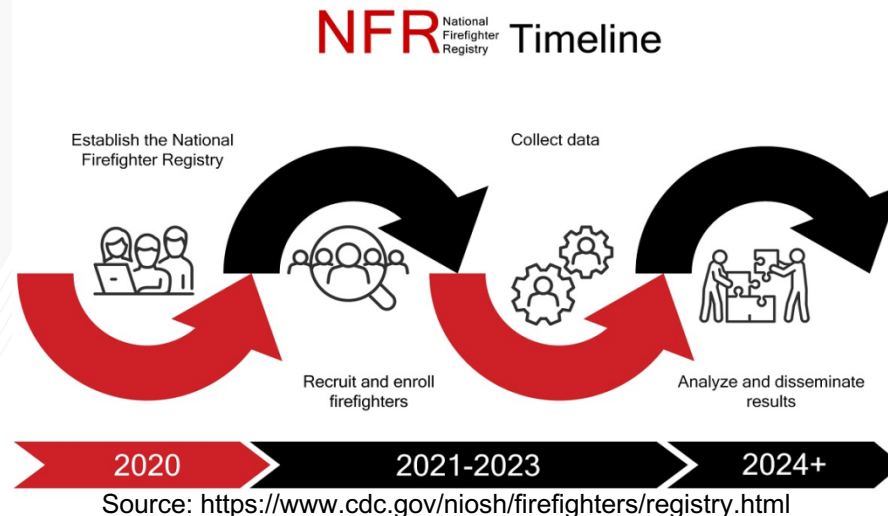 NFR National Firefighter Registry Timeline
Establish the National
Firefighter Registry
Collect data
Recruit and enroll
firefighters
Analyze and disseminate
results
2020
2021-2023
2024+
Source: https://www.cdc.gov/niosh/firefighters/registry.html